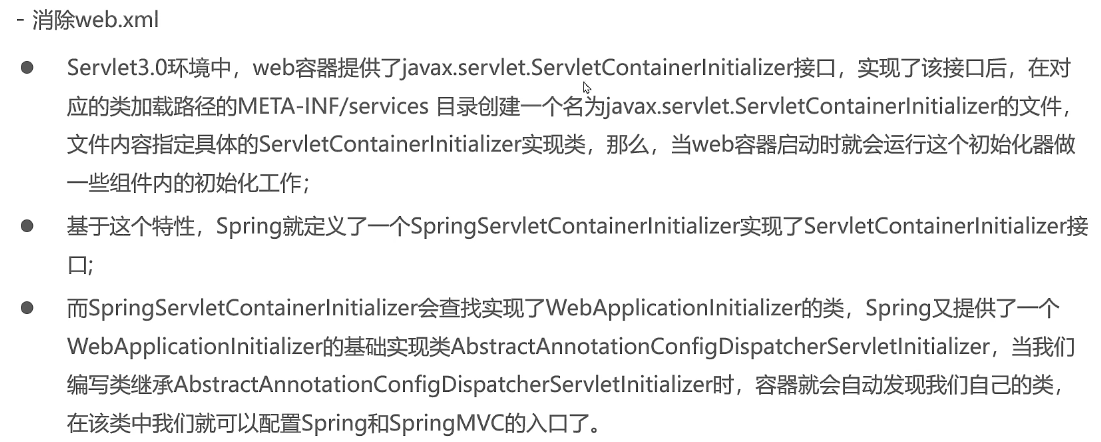 - 消除web.xml
● Servlet3.0环境中，web容器提供了javax.servlet.ServletContainerInitializer接口，实现了该接口后，在对
应的类加载路径的META-INF/services 目录创建一个名为javax.servlet.ServletContainerInitializer的文件，
文件内容指定具体的ServletContainerInitializer实现类，那么，当web容器启动时就会运行这个初始化器做
一些组件内的初始化工作；
● 基于这个特性，Spring就定义了一个SpringServletContainerInitializer实现了ServletContainerInitializer接
口;
● 而SpringServletContainerInitializer会查找实现了WebApplicationInitializer的类，Spring又提供了一个
WebApplicationInitializer的基础实现类AbstractAnnotationConfigDispatcherServletInitializer，当我们
编写类继承AbstractAnnotationConfigDispatcherServletInitializer时，容器就会自动发现我们自己的类，
在该类中我们就可以配置Spring和SpringMVC的入口了。